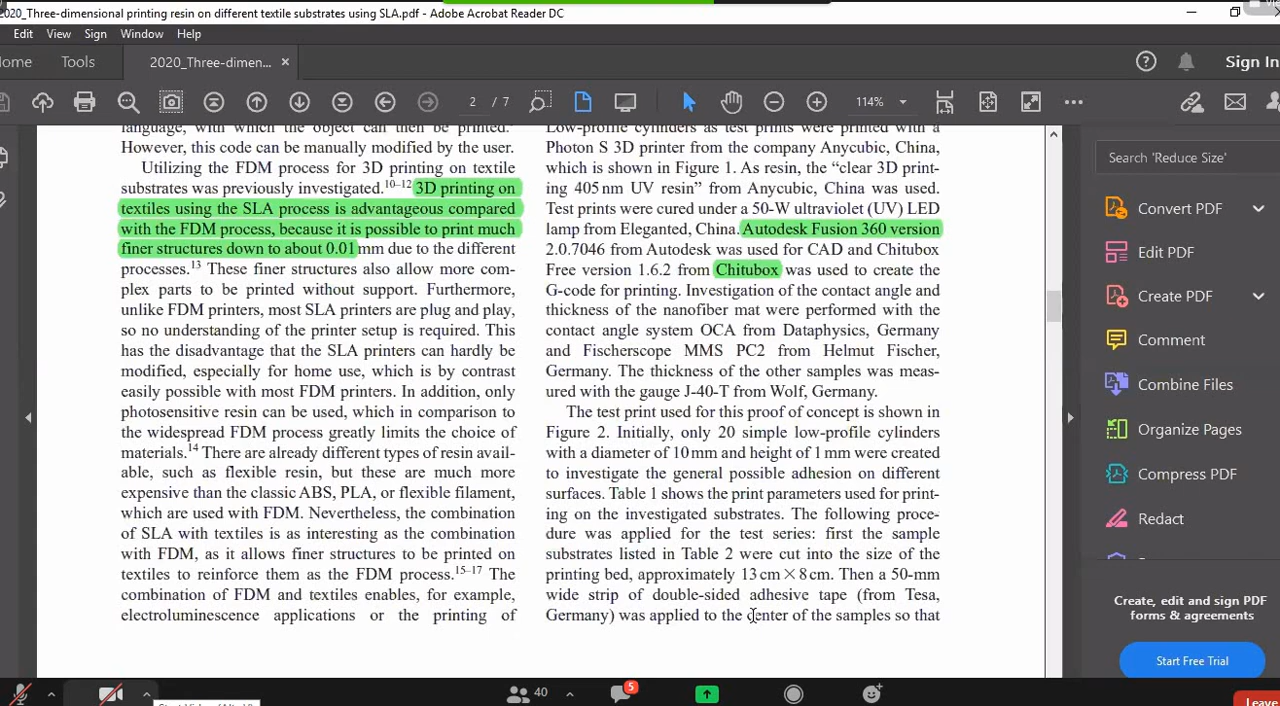 2020_Three-dimensional printing resin on different textile substrates using SLA.pdf - Adobe Acrobat Reader DC
Edit View Sign Window Help
ome Tools 2020_Three-dimen... × Sign In
2 / 7 114%
language, with which the object can then be printed.
However, this code can be manually modified by the user.
Utilizing the FDM process for 3D printing on textile
substrates was previously investigated.10–12 3D printing on
textiles using the SLA process is advantageous compared
with the FDM process, because it is possible to print much
finer structures down to about 0.01 mm due to the different
processes.13 These finer structures also allow more com-
plex parts to be printed without support. Furthermore,
unlike FDM printers, most SLA printers are plug and play,
so no understanding of the printer setup is required. This
has the disadvantage that the SLA printers can hardly be
modified, especially for home use, which is by contrast
easily possible with most FDM printers. In addition, only
photosensitive resin can be used, which in comparison to
the widespread FDM process greatly limits the choice of
materials.14 There are already different types of resin avail-
able, such as flexible resin, but these are much more
expensive than the classic ABS, PLA, or flexible filament,
which are used with FDM. Nevertheless, the combination
of SLA with textiles is as interesting as the combination
with FDM, as it allows finer structures to be printed on
textiles to reinforce them as the FDM process.15–17 The
combination of FDM and textiles enables, for example,
electroluminescence applications or the printing of
Low-profile cylinders as test prints were printed with a
Photon S 3D printer from the company Anycubic, China,
which is shown in Figure 1. As resin, the “clear 3D print-
ing 405 nm UV resin” from Anycubic, China was used.
Test prints were cured under a 50-W ultraviolet (UV) LED
lamp from Eleganted, China. Autodesk Fusion 360 version
2.0.7046 from Autodesk was used for CAD and Chitubox
Free version 1.6.2 from Chitubox was used to create the
G-code for printing. Investigation of the contact angle and
thickness of the nanofiber mat were performed with the
contact angle system OCA from Dataphysics, Germany
and Fischerscope MMS PC2 from Helmut Fischer,
Germany. The thickness of the other samples was meas-
ured with the gauge J-40-T from Wolf, Germany.
The test print used for this proof of concept is shown in
Figure 2. Initially, only 20 simple low-profile cylinders
with a diameter of 10 mm and height of 1 mm were created
to investigate the general possible adhesion on different
surfaces. Table 1 shows the print parameters used for print-
ing on the investigated substrates. The following proce-
dure was applied for the test series: first the sample
substrates listed in Table 2 were cut into the size of the
printing bed, approximately 13 cm × 8 cm. Then a 50-mm
wide strip of double-sided adhesive tape (from Tesa,
Germany) was applied to the center of the samples so that
Search 'Reduce Size'
Convert PDF
Edit PDF
Create PDF
Comment
Combine Files
Organize Pages
Compress PDF
Redact
Create, edit and sign PDF
forms & agreements
Start Free Trial
40 5
Leave